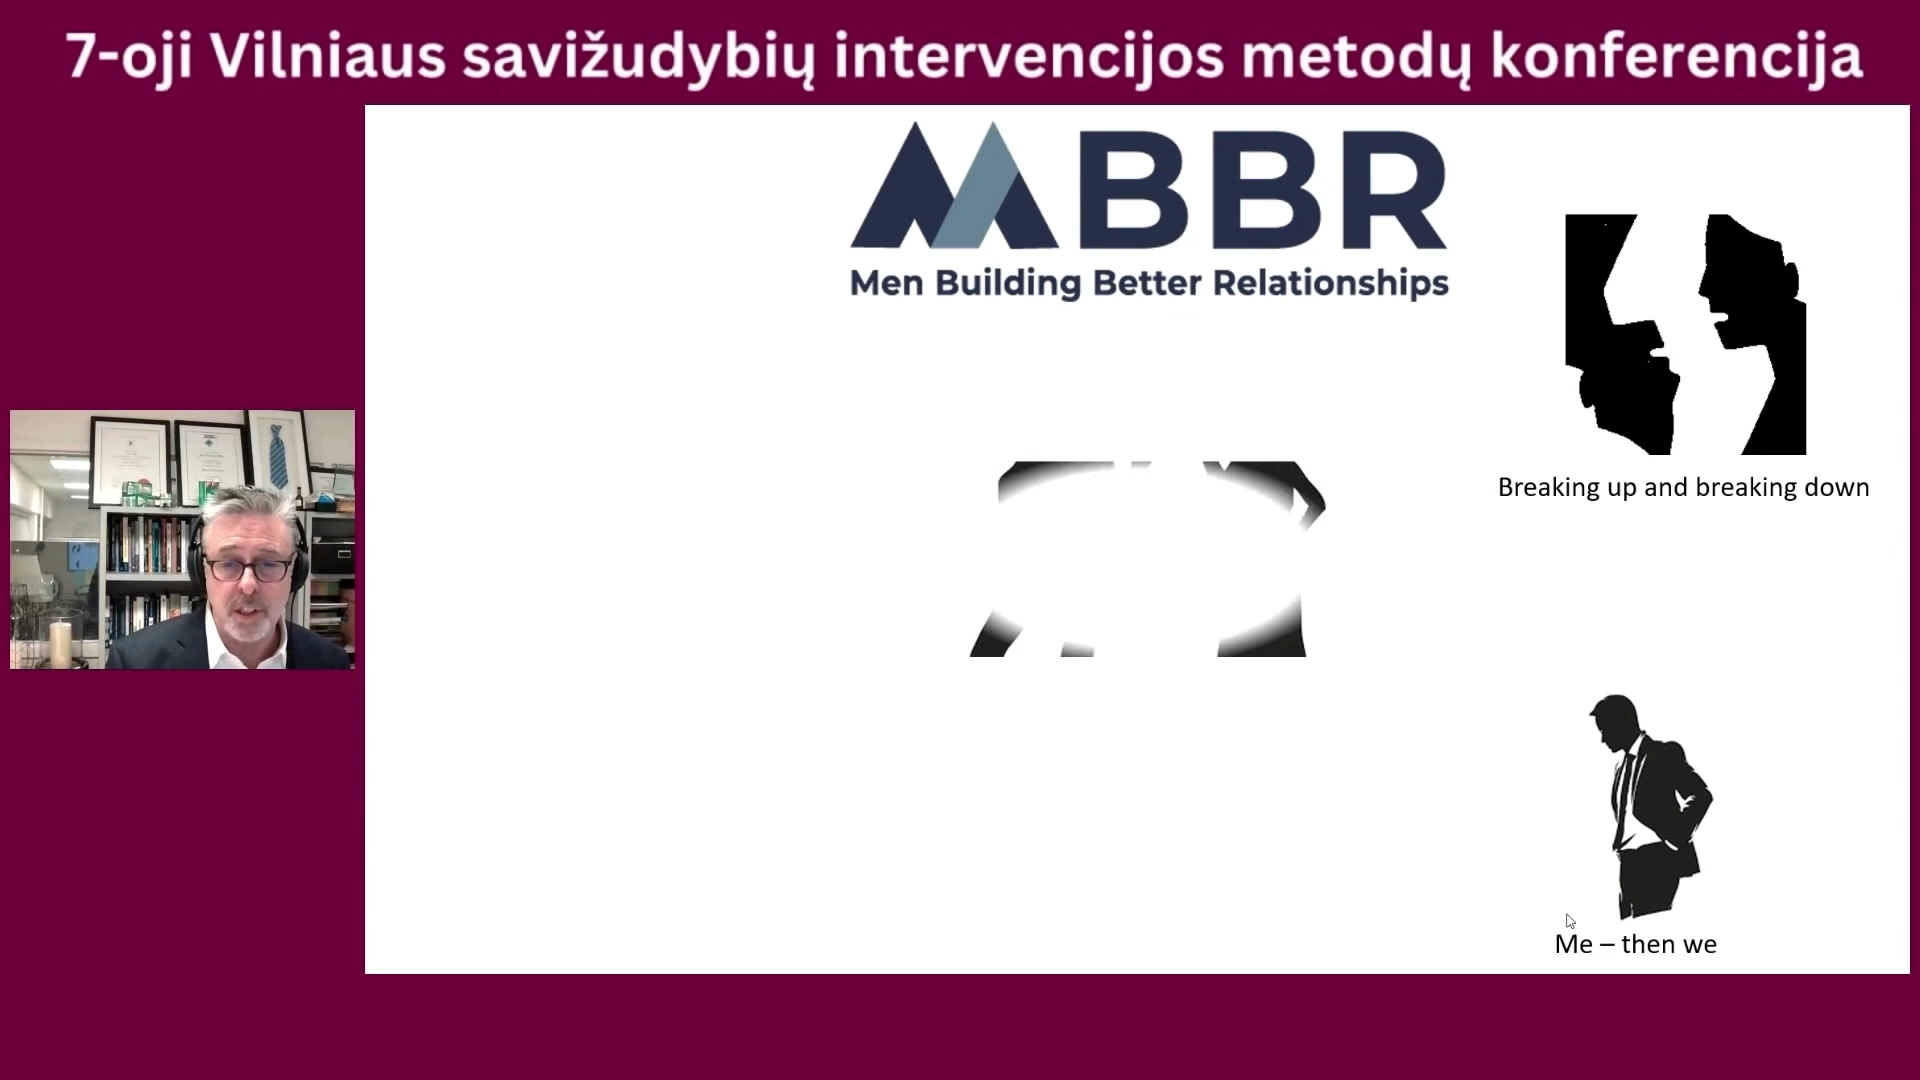 7-oji Vilniaus savižudybių intervencijos metodų konferencija
MBBR
Men Building Better Relationships
Breaking up and breaking down
Me – then we